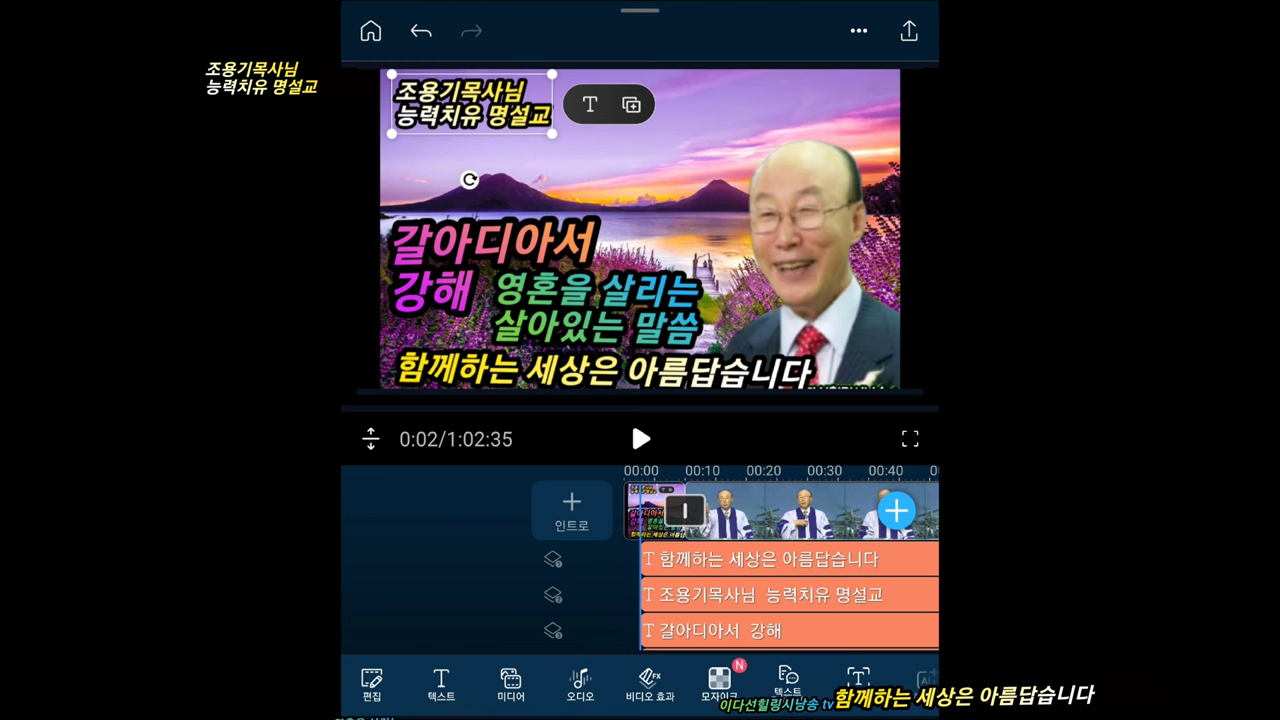 조용기목사님
능력치유 명설교
조용기목사님
능력치유 명설교
갈아디아서
강해 영혼을 살리는
살아있는 말씀
함께하는 세상은 아름답습니다
0:02/1:02:35
00:00 00:10 00:20 00:30 00:40
인트로
함께하는 세상은 아름답습니다
조용기목사님 능력치유 명설교
갈아디아서 강해
N
편집 텍스트 미디어 오디오 비디오 효과 모자이크 텍스트
이다선힐링시낭송 tv 함께하는 세상은 아름답습니다